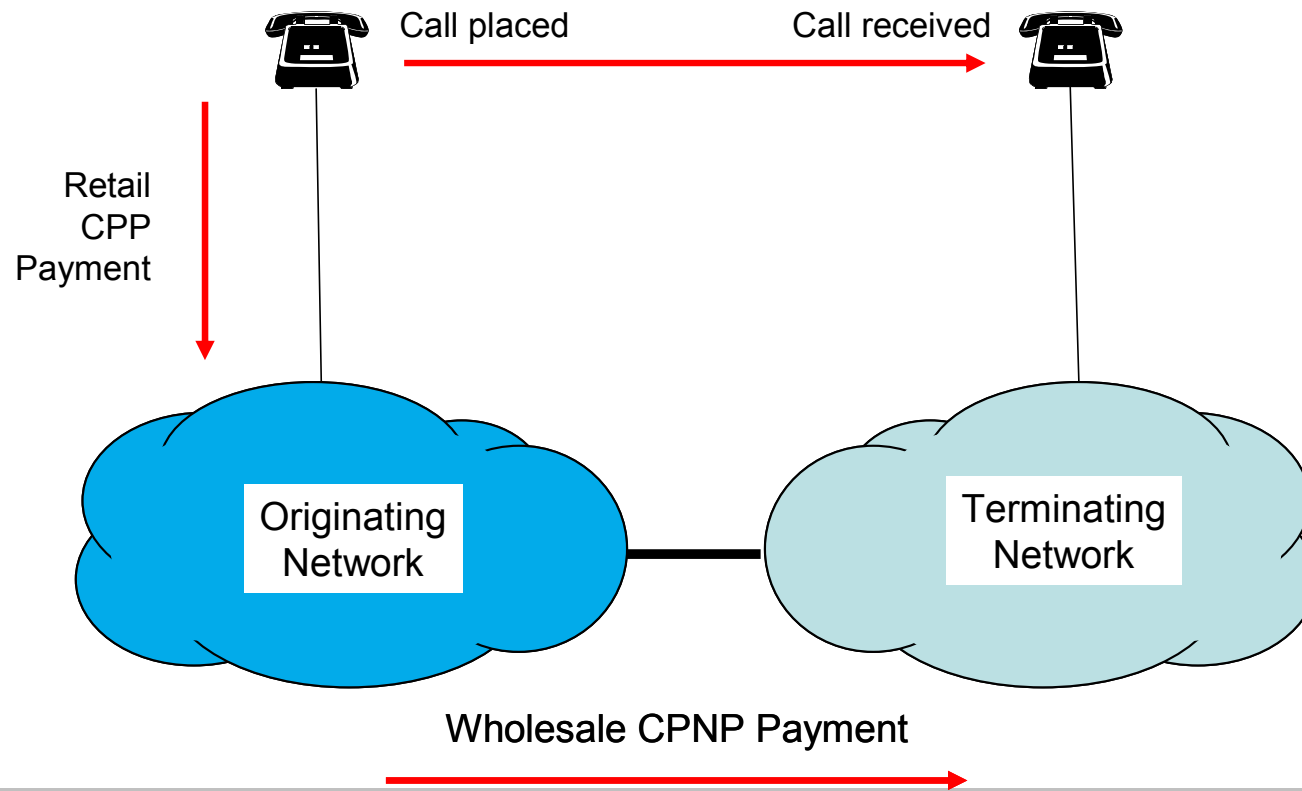 Call placed
Call received
Retail
CPP
Payment
Originating
Network
Terminating
Network
Wholesale CPNP Payment